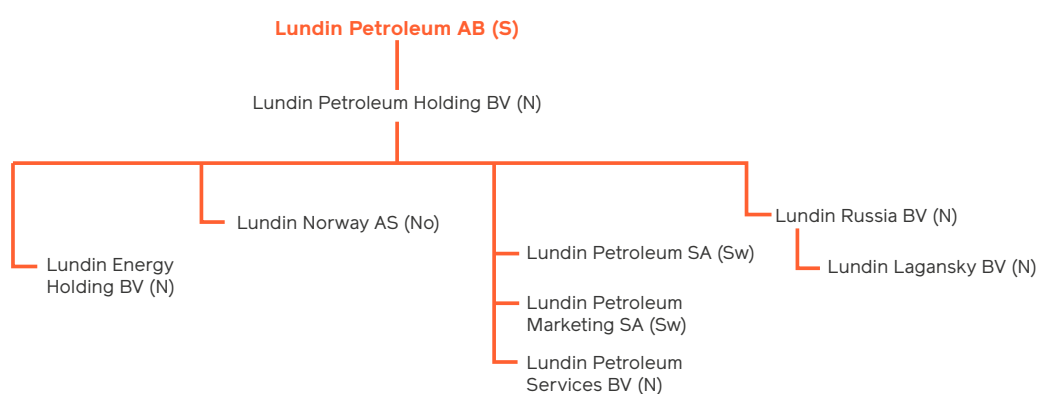 Lundin Petroleum AB (S)
Lundin Petroleum Holding BV (N)
Lundin Energy
Holding BV (N)
Lundin Norway AS (No)
Lundin Petroleum SA (Sw)
Lundin Petroleum
Marketing SA (Sw)
Lundin Petroleum
Services BV (N)
Lundin Russia BV (N)
Lundin Lagansky BV (N)